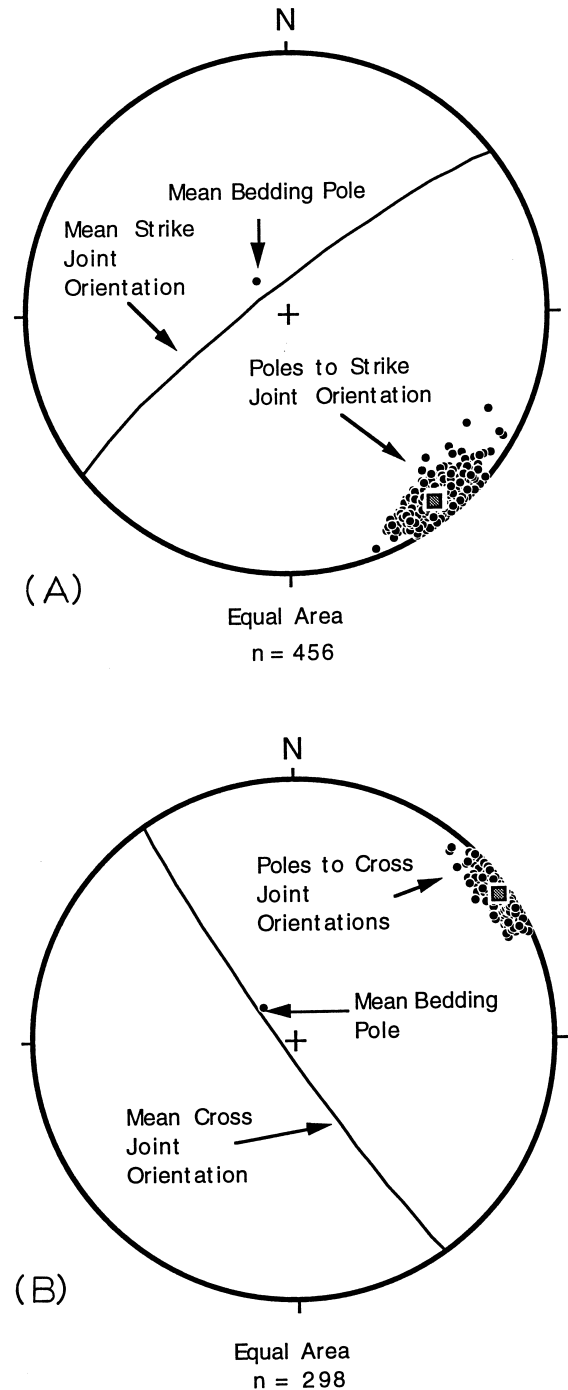 N
Mean Bedding Pole
Mean Strike
Joint
Orientation
Poles to Strike
Joint Orientation
(A)
Equal Area
n = 456
N
Poles to Cross
Joint
Orientations
Mean Bedding
Pole
Mean Cross
Joint
Orientation
(B)
Equal Area
n = 298